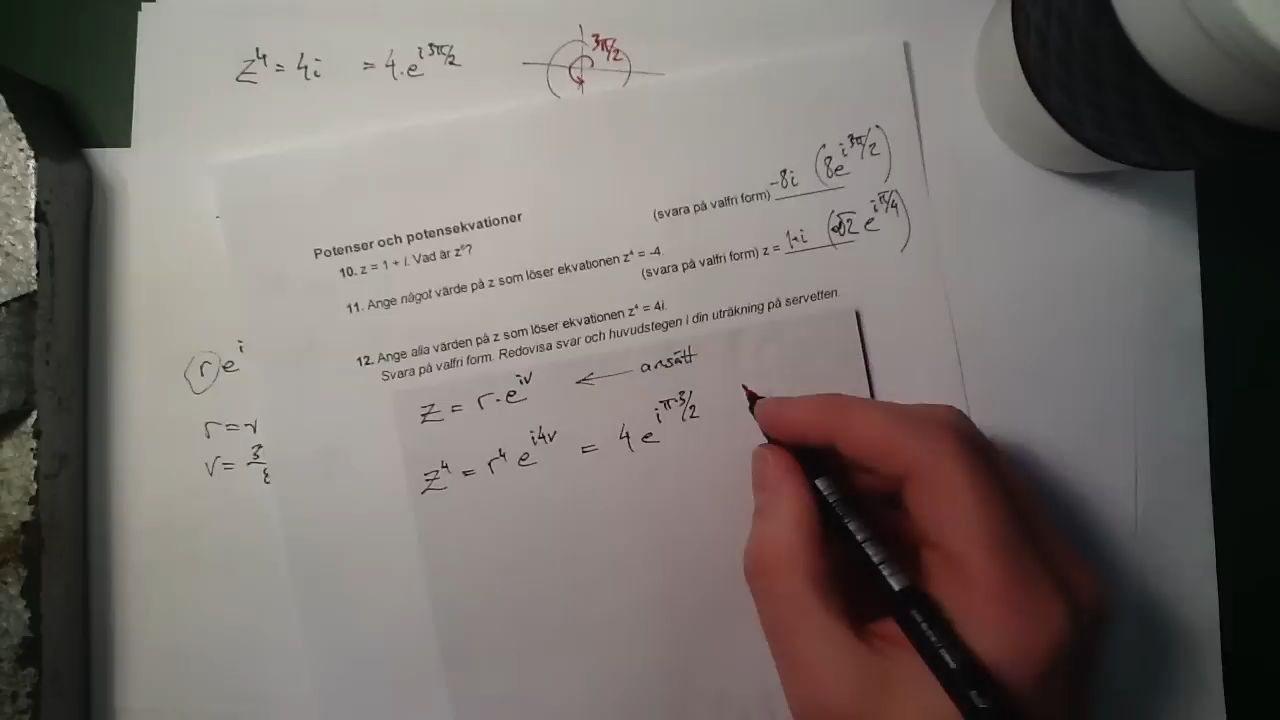 z⁴ = 4i = 4·e^(i3π/2)
3π/2
Potenser och potensekvationer
10. z = 1 + i. Vad är z⁶?
(svara på valfri form) -8i (8e^(i3π/2))
11. Ange något värde på z som löser ekvationen z⁴ = -4.
(svara på valfri form) z = 1+i (√2 e^(iπ/4))
12. Ange alla värden på z som löser ekvationen z⁴ = 4i.
Svara på valfri form. Redovisa svar och huvudstegen i din uträkning på servetten.
re^i
r=
v=3
z = r·e^(iv) ← ansätt
z⁴ = r⁴ e^(i4v) = 4 e^(iπ·3/2)